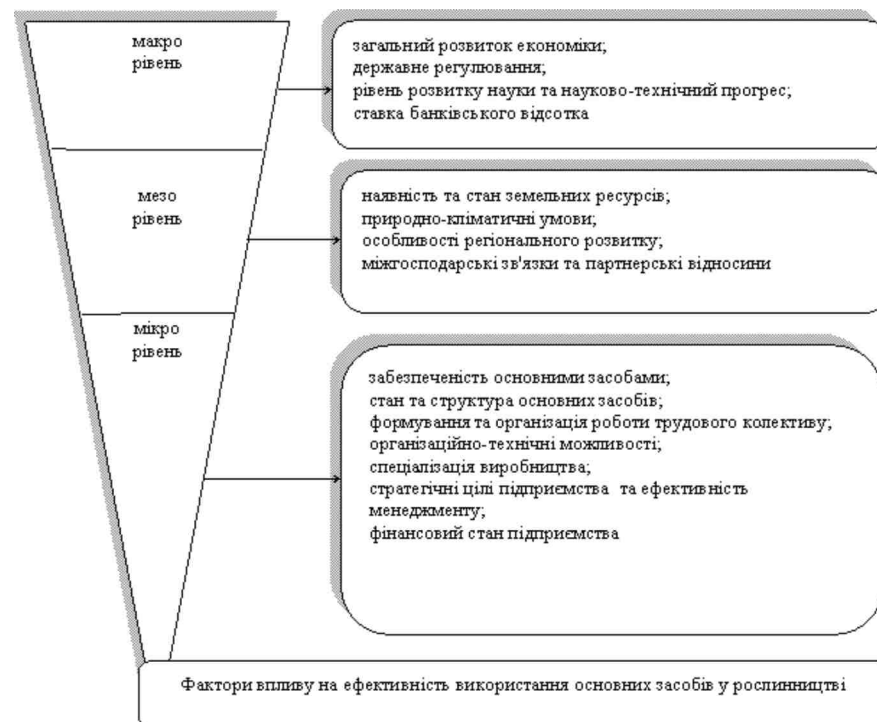 макро
рівень
загальний розвиток економіки;
державне регулювання;
рівень розвитку науки та науково-технічний прогрес;
ставка банківського відсотка
мезо
рівень
наявність та стан земельних ресурсів;
природно-кліматичні умови;
особливості регіонального розвитку;
міжгосподарські зв'язки та партнерські відносини
мікро
рівень
забезпеченість основними засобами;
стан та структура основних засобів;
формування та організація роботи трудового колективу;
організаційно-технічні можливості;
спеціалізація виробництва;
стратегічні цілі підприємства та ефективність
менеджменту;
фінансовий стан підприємства
Фактори впливу на ефективність використання основних засобів у рослинництві